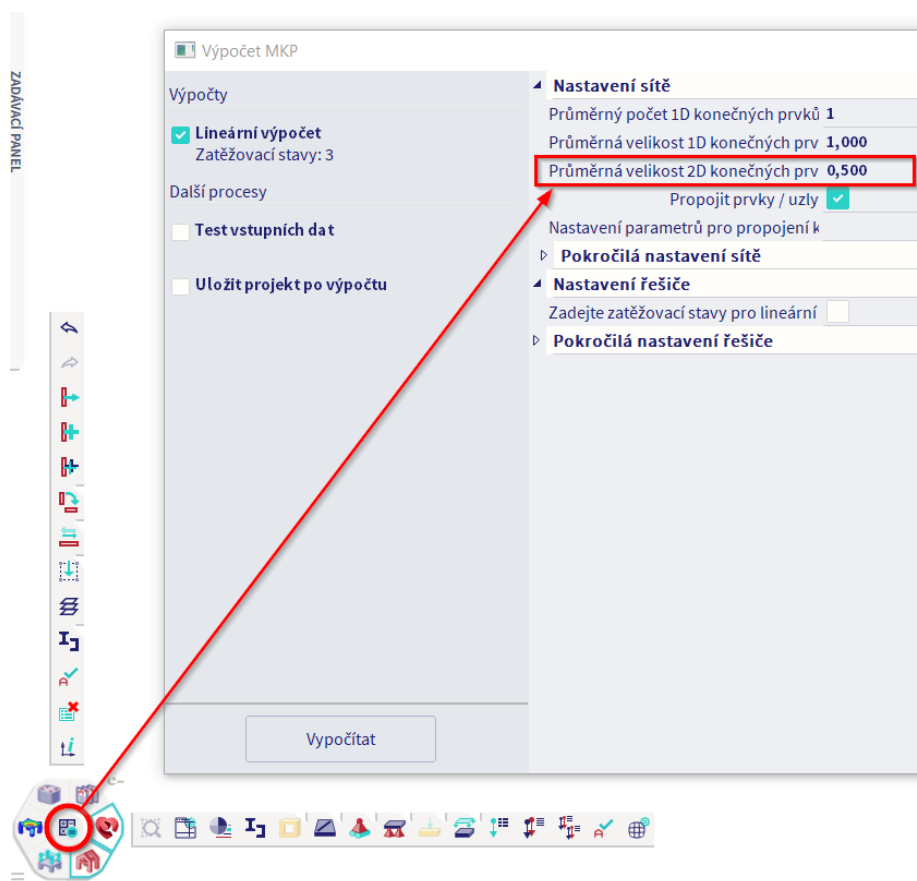 ZADÁVACÍ PANEL
Výpočet MKP
Výpočty
Lineární výpočet
Zatěžovací stavy: 3
Další procesy
Test vstupních dat
Uložit projekt po výpočtu
Vypočítat
Nastavení sítě
Průměrný počet 1D konečných prvků 1
Průměrná velikost 1D konečných prv 1,000
Průměrná velikost 2D konečných prv 0,500
Propojit prvky / uzly
Nastavení parametrů pro propojení k
Pokročilá nastavení sítě
Nastavení řešiče
Zadejte zatěžovací stavy pro lineární
Pokročilá nastavení řešiče